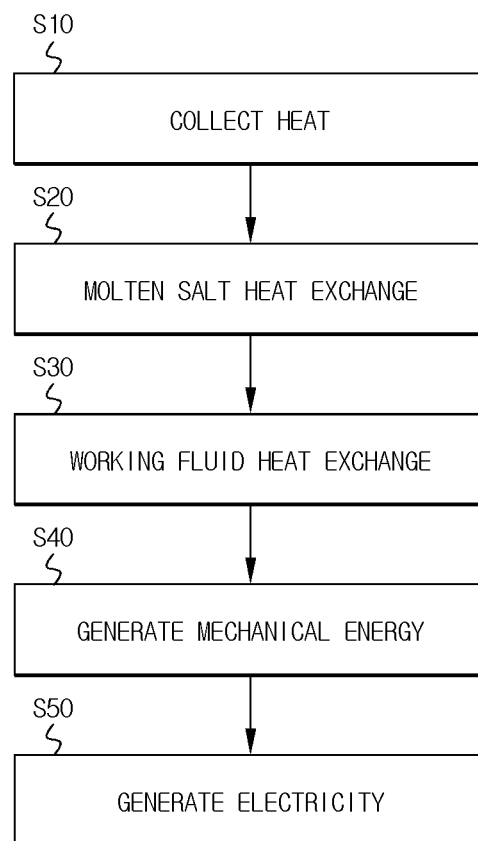 S10
COLLECT HEAT
S20
MOLTEN SALT HEAT EXCHANGE
S30
WORKING FLUID HEAT EXCHANGE
S40
GENERATE MECHANICAL ENERGY
S50
GENERATE ELECTRICITY